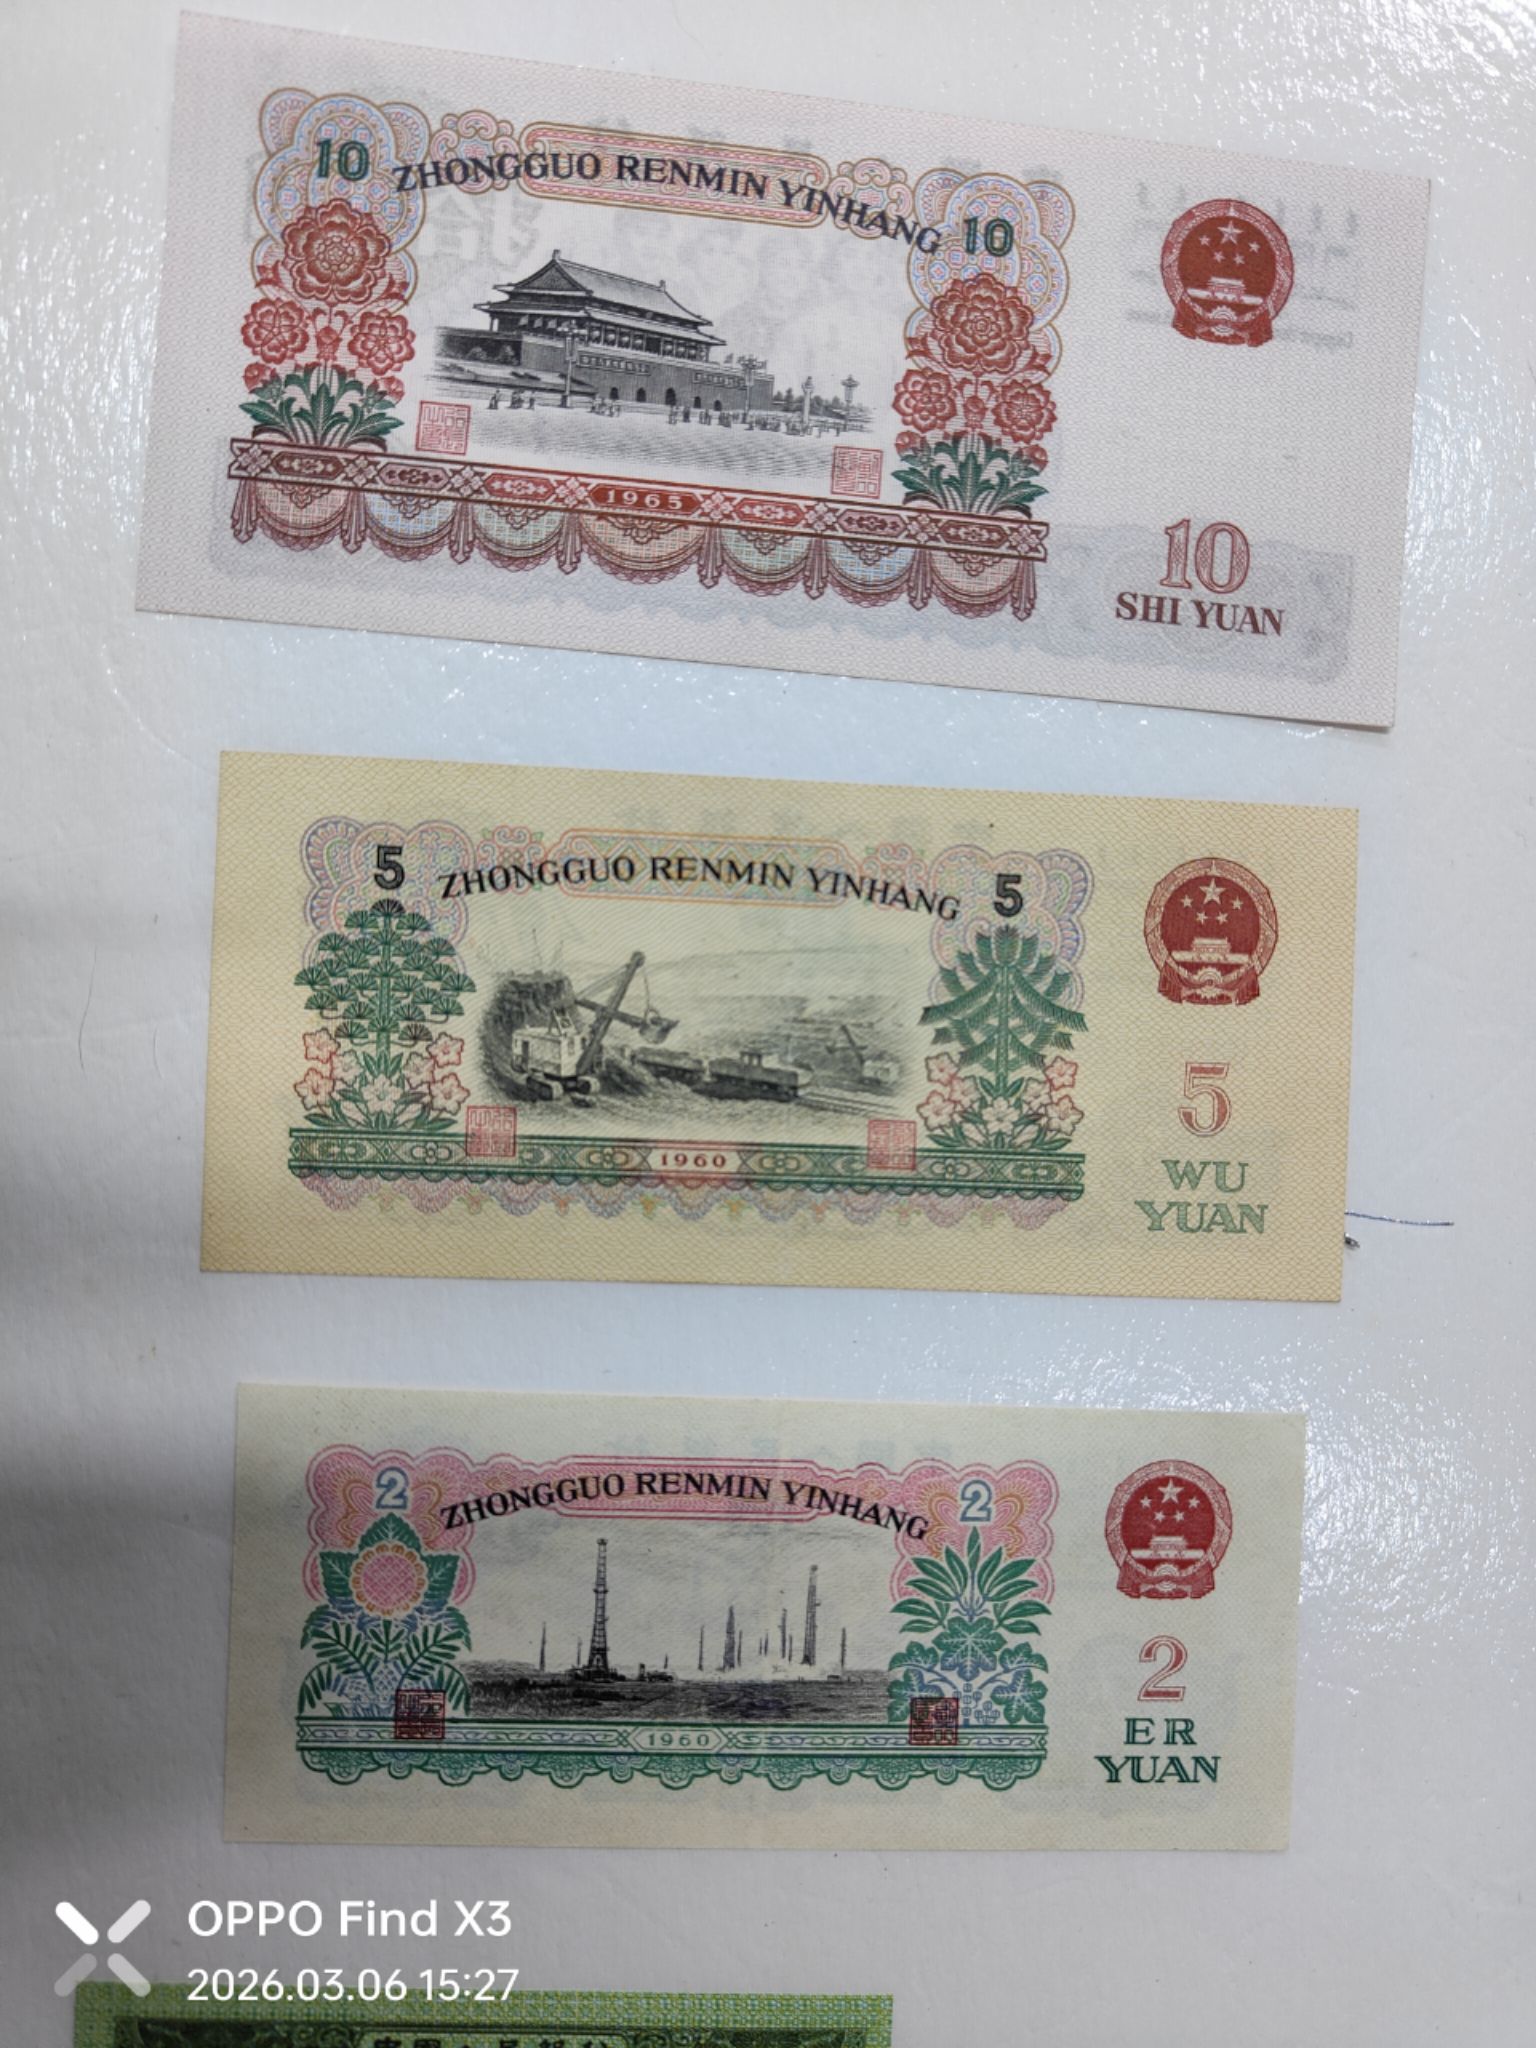 10 ZHONGGUO RENMIN YINHANG 10
1965
10
SHI YUAN
5 ZHONGGUO RENMIN YINHANG 5
5
1960
WU
YUAN
2 ZHONGGUO RENMIN YINHANG 2
2
1960
ER
YUAN
OPPO Find X3
2026.03.06 15:27